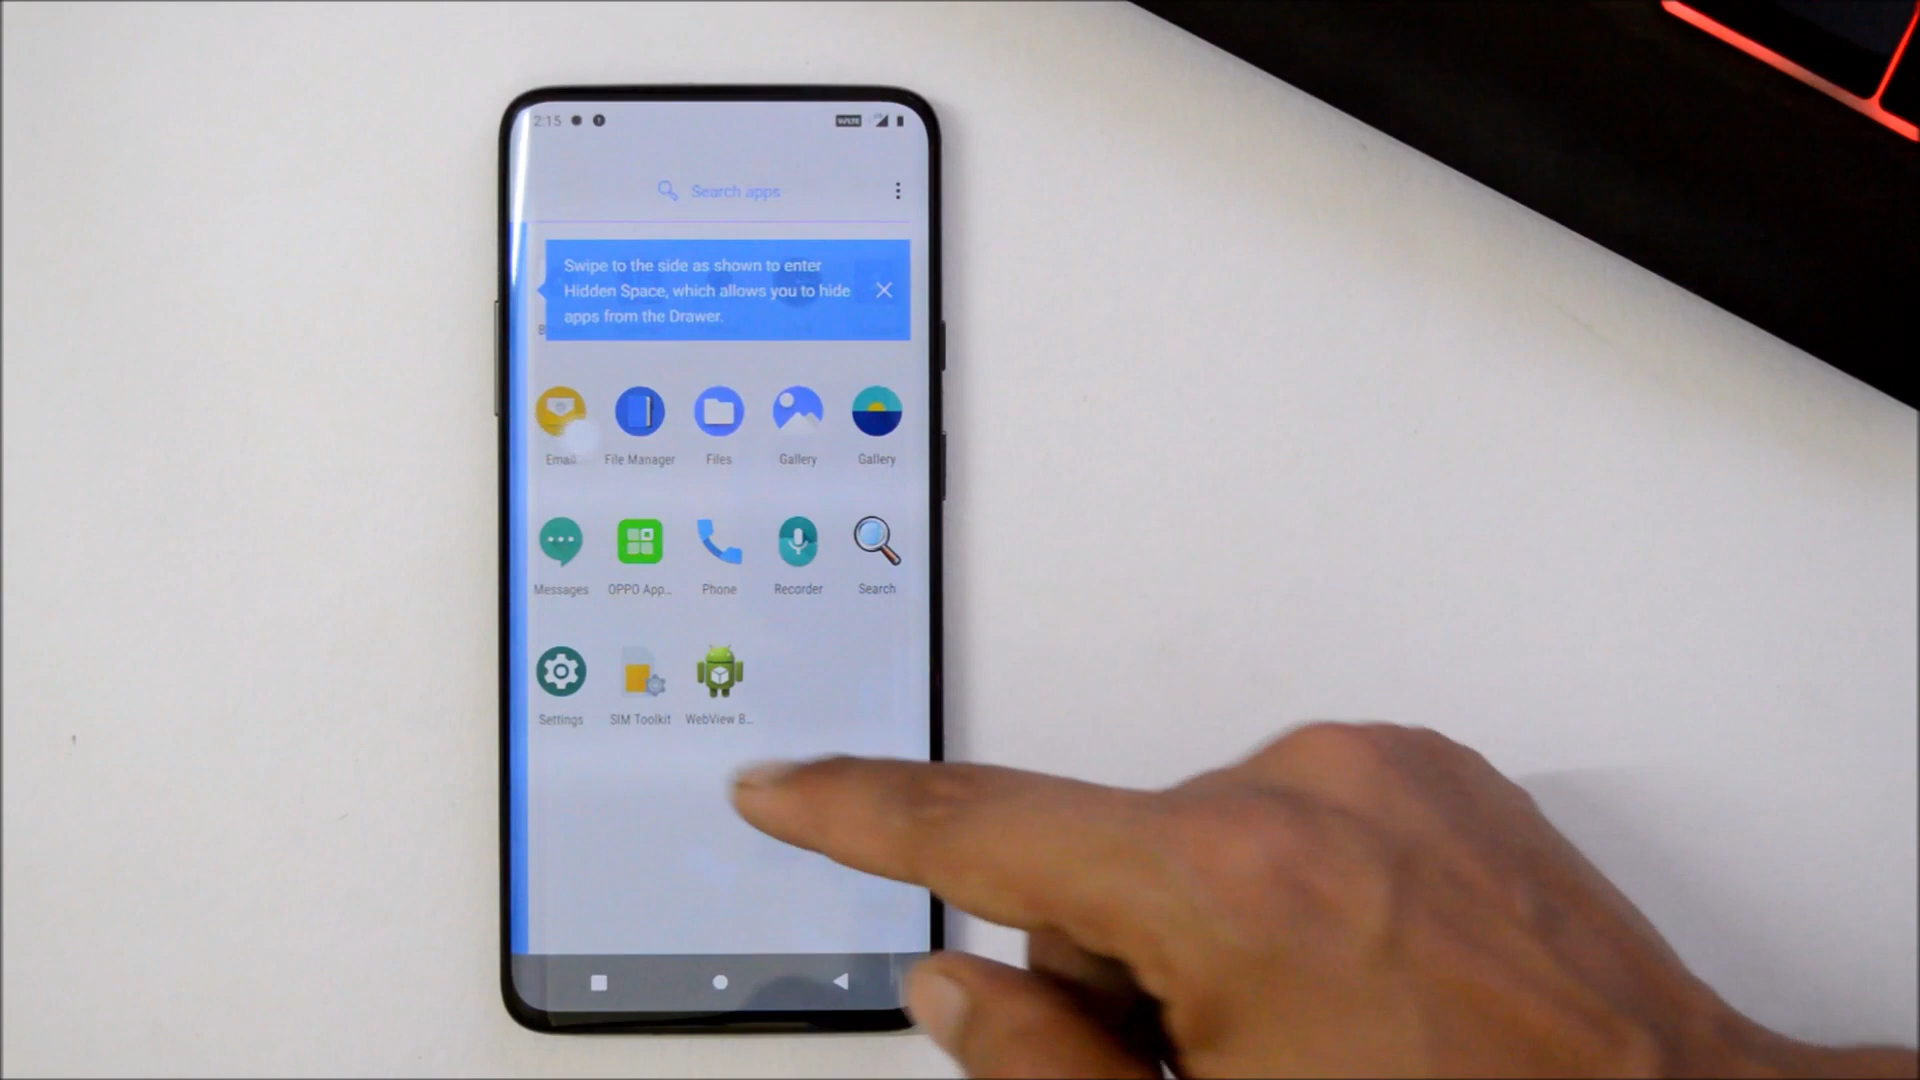 2:15
VoLTE
Search apps
Swipe to the side as shown to enter
Hidden Space, which allows you to hide
apps from the Drawer.
Email
File Manager
Files
Gallery
Gallery
Messages
OPPO App...
Phone
Recorder
Search
Settings
SIM Toolkit
WebView B...